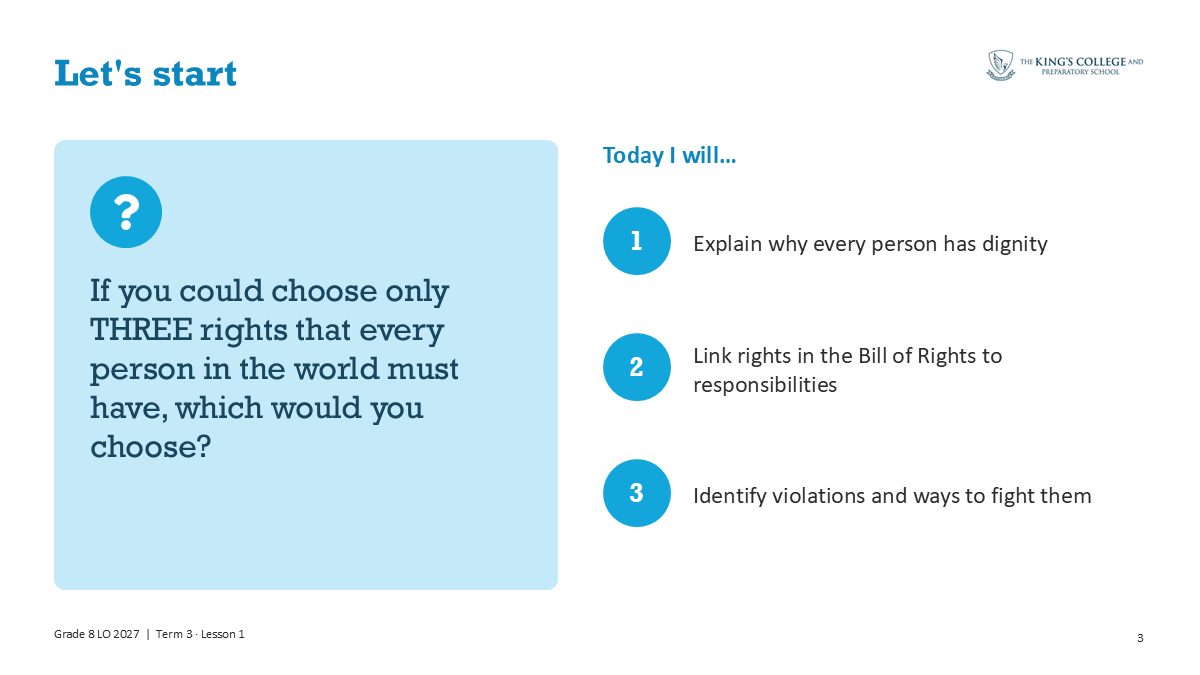 Let's start
THE KING'S COLLEGE AND
PREPARATORY SCHOOL
?
If you could choose only
THREE rights that every
person in the world must
have, which would you
choose?
Today I will...
1
Explain why every person has dignity
2
Link rights in the Bill of Rights to
responsibilities
3
Identify violations and ways to fight them
Grade 8 LO 2027 | Term 3 · Lesson 1
3